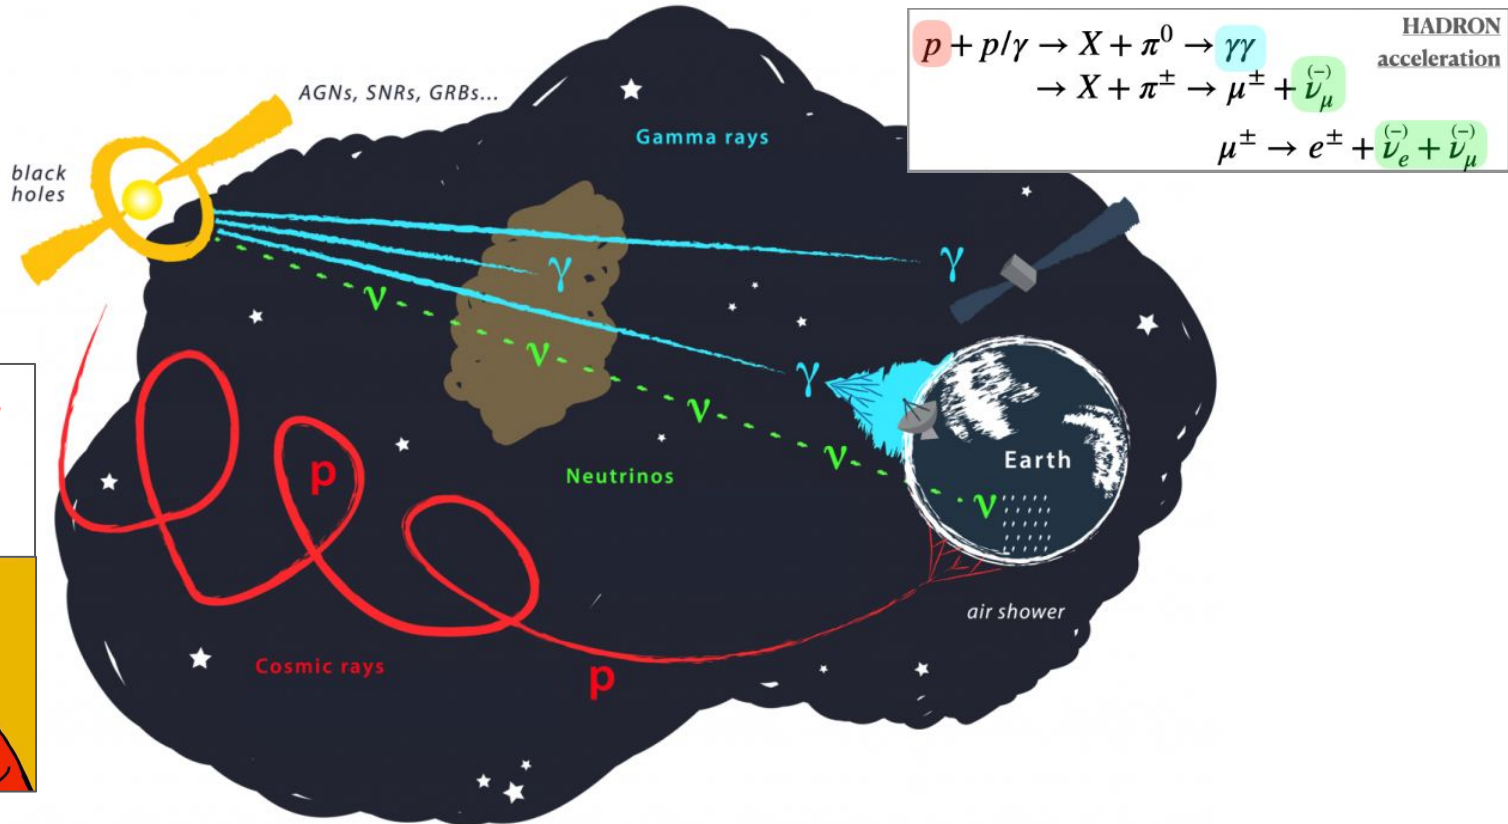 p + p/γ → X + π⁰ → γγ
HADRON
acceleration
→ X + π± → μ± + ν_μ^(−)
μ± → e± + ν_e^(−) + ν_μ^(−)
AGNs, SNRs, GRBs...
Gamma rays
black
holes
γ
γ
ν
ν
γ
ν
ν
Earth
p
Neutrinos
ν
air shower
Cosmic rays
p